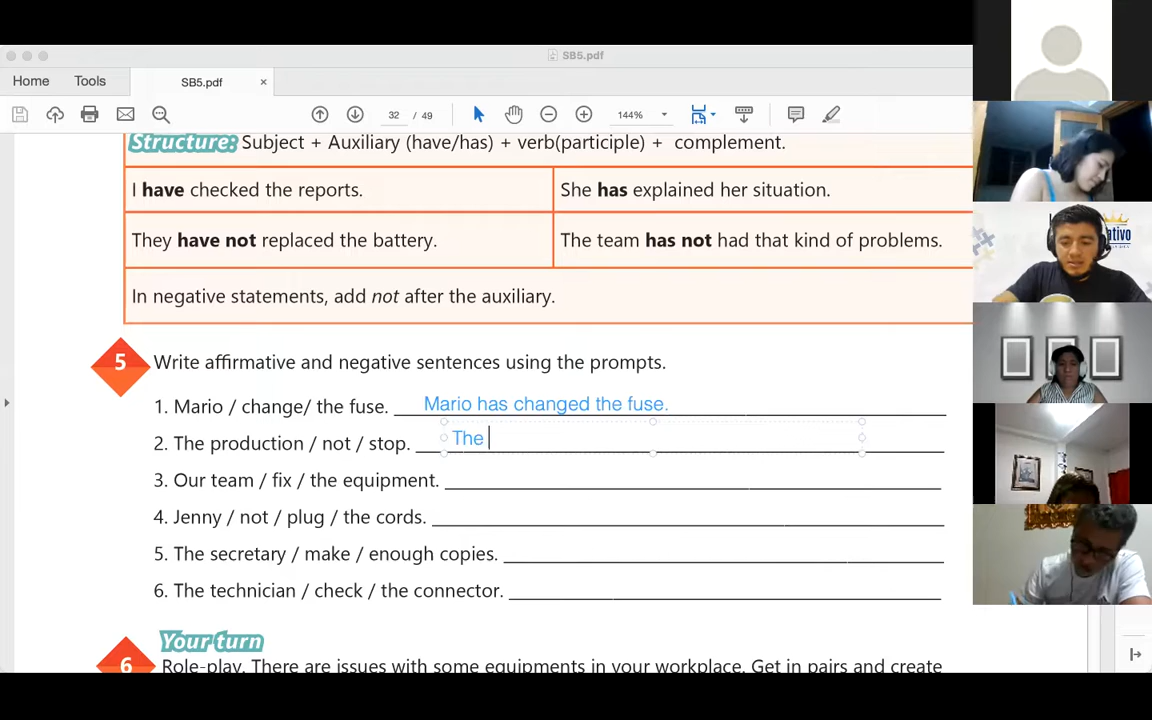 SB5.pdf
Home Tools SB5.pdf ×
32 / 49 144%
Structure: Subject + Auxiliary (have/has) + verb(participle) + complement.
I have checked the reports. She has explained her situation.
They have not replaced the battery. The team has not had that kind of problems.
In negative statements, add not after the auxiliary.
5 Write affirmative and negative sentences using the prompts.
1. Mario / change/ the fuse. Mario has changed the fuse.
2. The production / not / stop. The
3. Our team / fix / the equipment.
4. Jenny / not / plug / the cords.
5. The secretary / make / enough copies.
6. The technician / check / the connector.
Your turn
6 Role-play. There are issues with some equipments in your workplace. Get in pairs and create